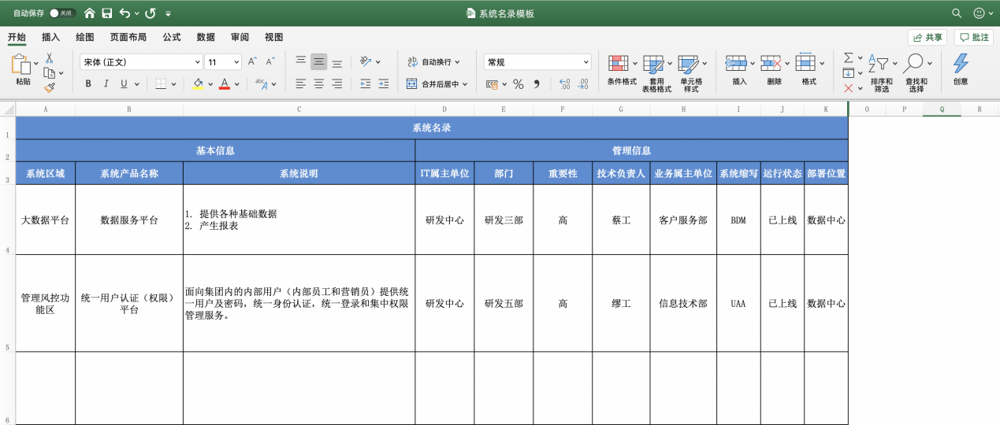 自动保存 关闭 系统名录模板
开始 插入 绘图 页面布局 公式 数据 审阅 视图 共享 批注
粘贴 宋体 (正文) 11 A^ A˅ ab 自动换行 常规 条件格式 套用 表格格式 单元格 样式 插入 删除 格式 排序和 筛选 查找和 选择 创意
B I U A abc A 合并后居中 % .00 .0
A B C D E F G H I J K O P Q R
1 系统名录
2 基本信息 管理信息
3 系统区域 系统产品名称 系统说明 IT属主单位 部门 重要性 技术负责人 业务属主单位 系统缩写 运行状态 部署位置
4 大数据平台 数据服务平台 1. 提供各种基础数据
2. 产生报表 研发中心 研发三部 高 蔡工 客户服务部 BDM 已上线 数据中心
5 管理风控功
能区 统一用户认证（权限）
平台 面向集团内的内部用户（内部员工和营销员）提供统
一用户及密码，统一身份认证，统一登录和集中权限
管理服务。 研发中心 研发五部 高 缪工 信息技术部 UAA 已上线 数据中心
6